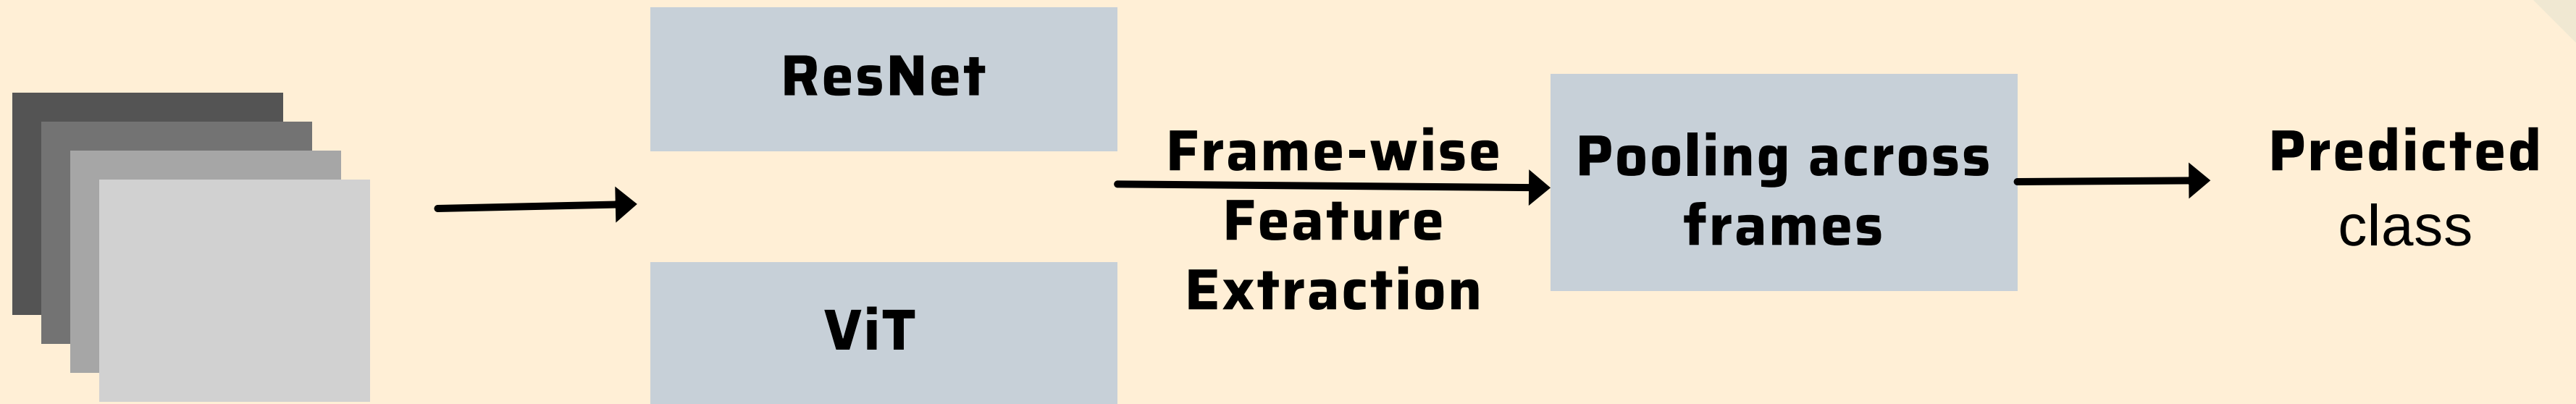 ResNet
ViT
Frame-wise
Feature
Extraction
Pooling across
frames
Predicted
class